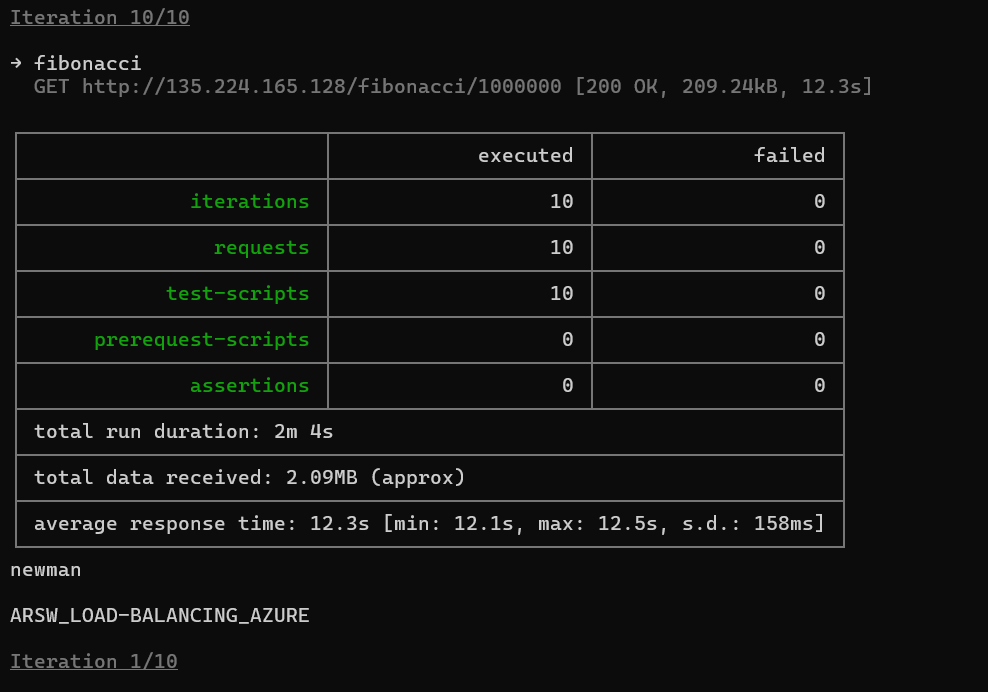 Iteration 10/10
→ fibonacci
GET http://135.224.165.128/fibonacci/1000000 [200 OK, 209.24kB, 12.3s]
executed failed
iterations 10 0
requests 10 0
test-scripts 10 0
prerequest-scripts 0 0
assertions 0 0
total run duration: 2m 4s
total data received: 2.09MB (approx)
average response time: 12.3s [min: 12.1s, max: 12.5s, s.d.: 158ms]
newman
ARSW_LOAD-BALANCING_AZURE
Iteration 1/10